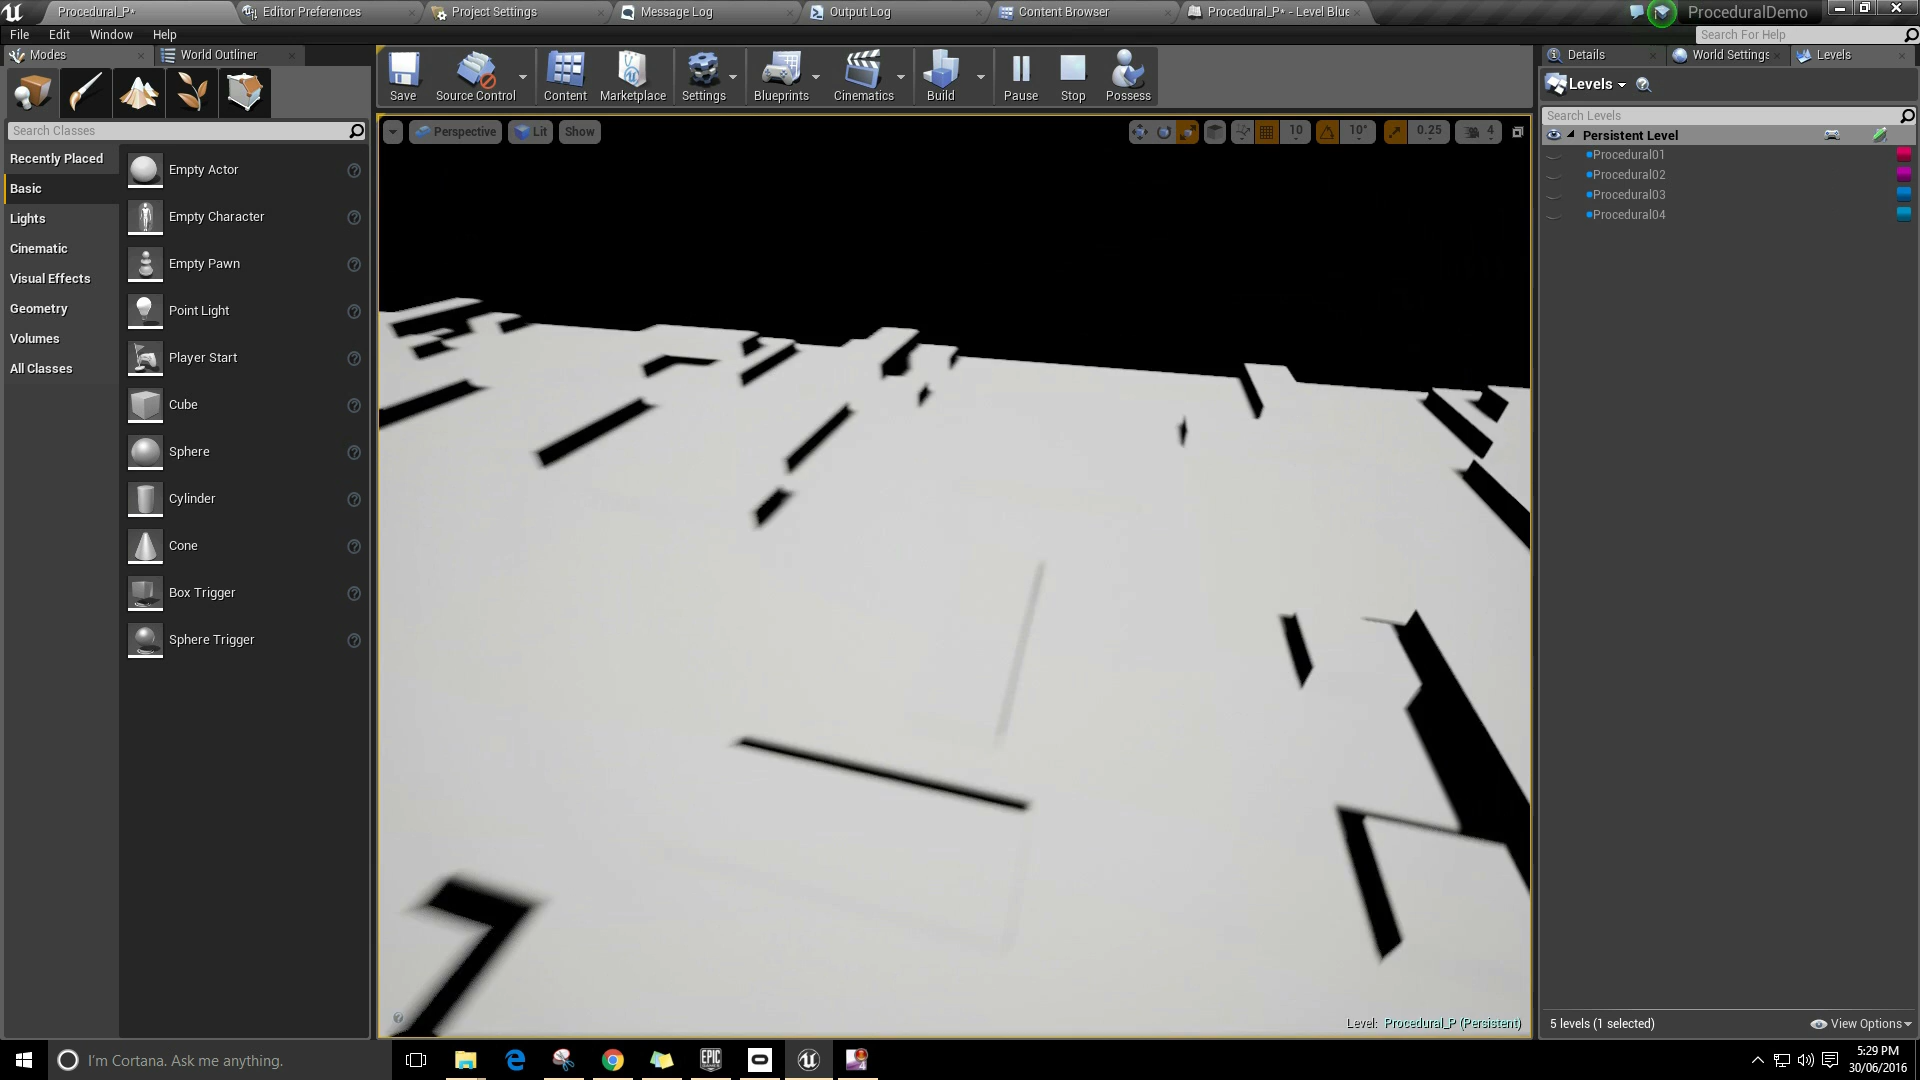 Procedural_P*
Editor Preferences
Project Settings
Message Log
Output Log
Content Browser
Procedural_P* - Level Blue
ProceduralDemo
File Edit Window Help
Search For Help
Modes
World Outliner
Save
Source Control
Content
Marketplace
Settings
Blueprints
Cinematics
Build
Pause
Stop
Possess
Details
World Settings
Levels
Levels
Search Classes
Search Levels
Perspective
Lit
Show
10
10°
0.25
4
Persistent Level
Procedural01
Procedural02
Procedural03
Procedural04
Recently Placed
Basic
Lights
Cinematic
Visual Effects
Geometry
Volumes
All Classes
Empty Actor
Empty Character
Empty Pawn
Point Light
Player Start
Cube
Sphere
Cylinder
Cone
Box Trigger
Sphere Trigger
Level: Procedural_P (Persistent)
5 levels (1 selected)
View Options
I'm Cortana. Ask me anything.
EPIC
GAMES
4
5:29 PM
30/06/2016